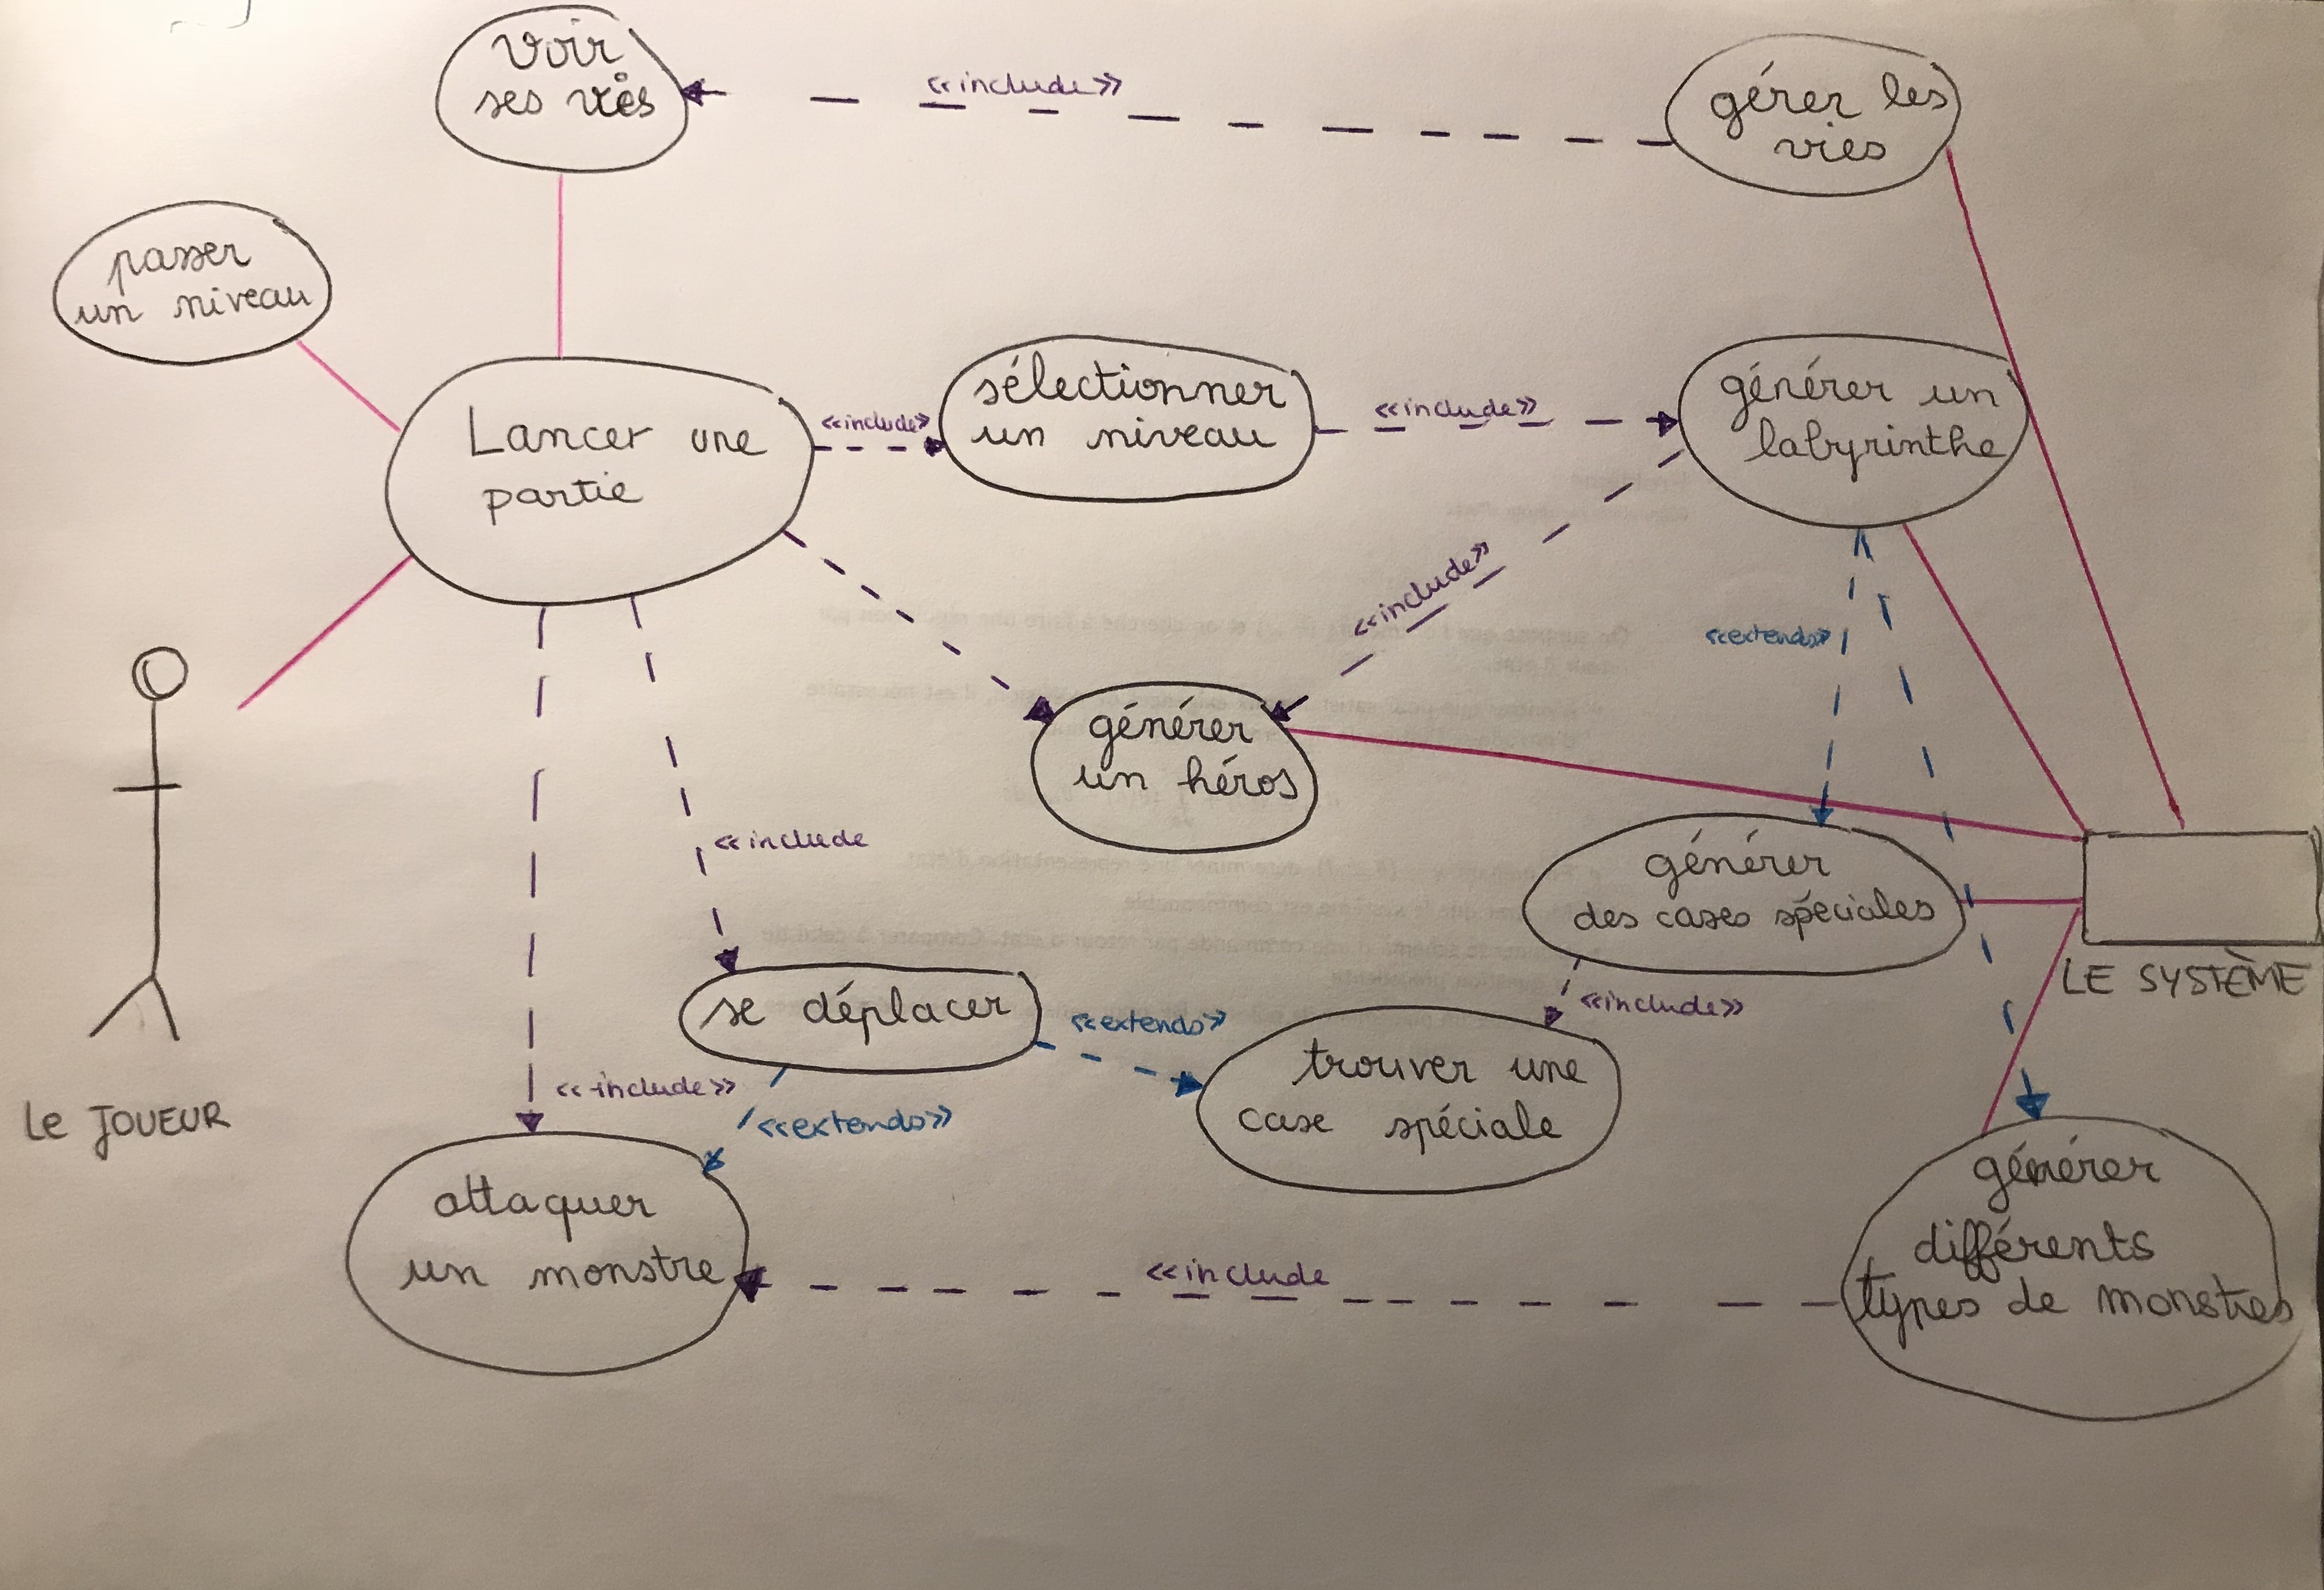 voir
ses vies
«include»
gérer les
vies
passer
un niveau
Lancer une
partie
«include»
sélectionner
un niveau
«include»
générer un
labyrinthe
«include»
«extends»
générer
un héros
«include
générer
des cases spéciales
LE SYSTÈME
se déplacer
«extends»
«include»
trouver une
case spéciale
Le JOUEUR
«include»
«extends»
attaquer
un monstre
«include
générer
différents
types de monstres